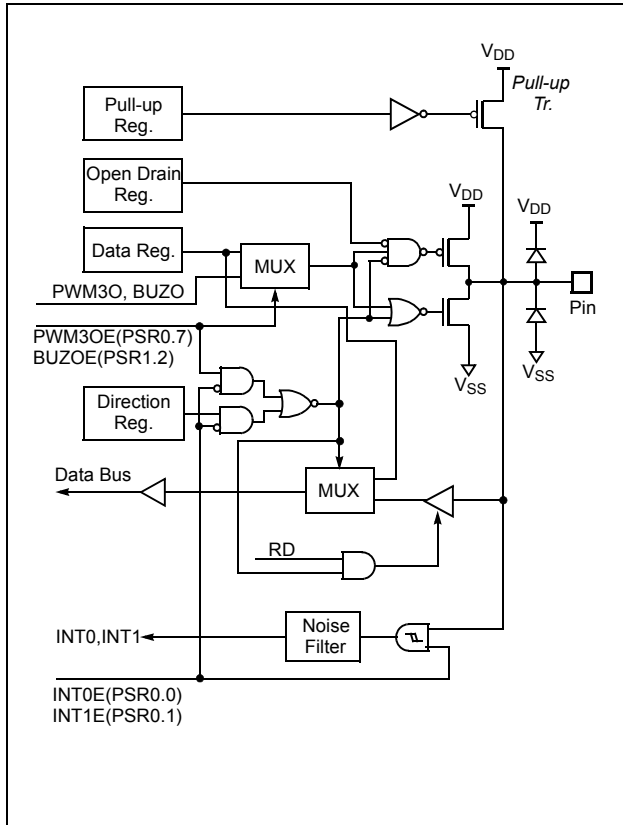 VDD
Pull-up
Tr.
Pull-up
Reg.
Open Drain
Reg.
VDD
VDD
Data Reg.
MUX
PWM3O, BUZO
Pin
PWM3OE(PSR0.7)
BUZOE(PSR1.2)
VSS
VSS
Direction
Reg.
Data Bus
MUX
RD
Noise
Filter
INT0,INT1
INT0E(PSR0.0)
INT1E(PSR0.1)